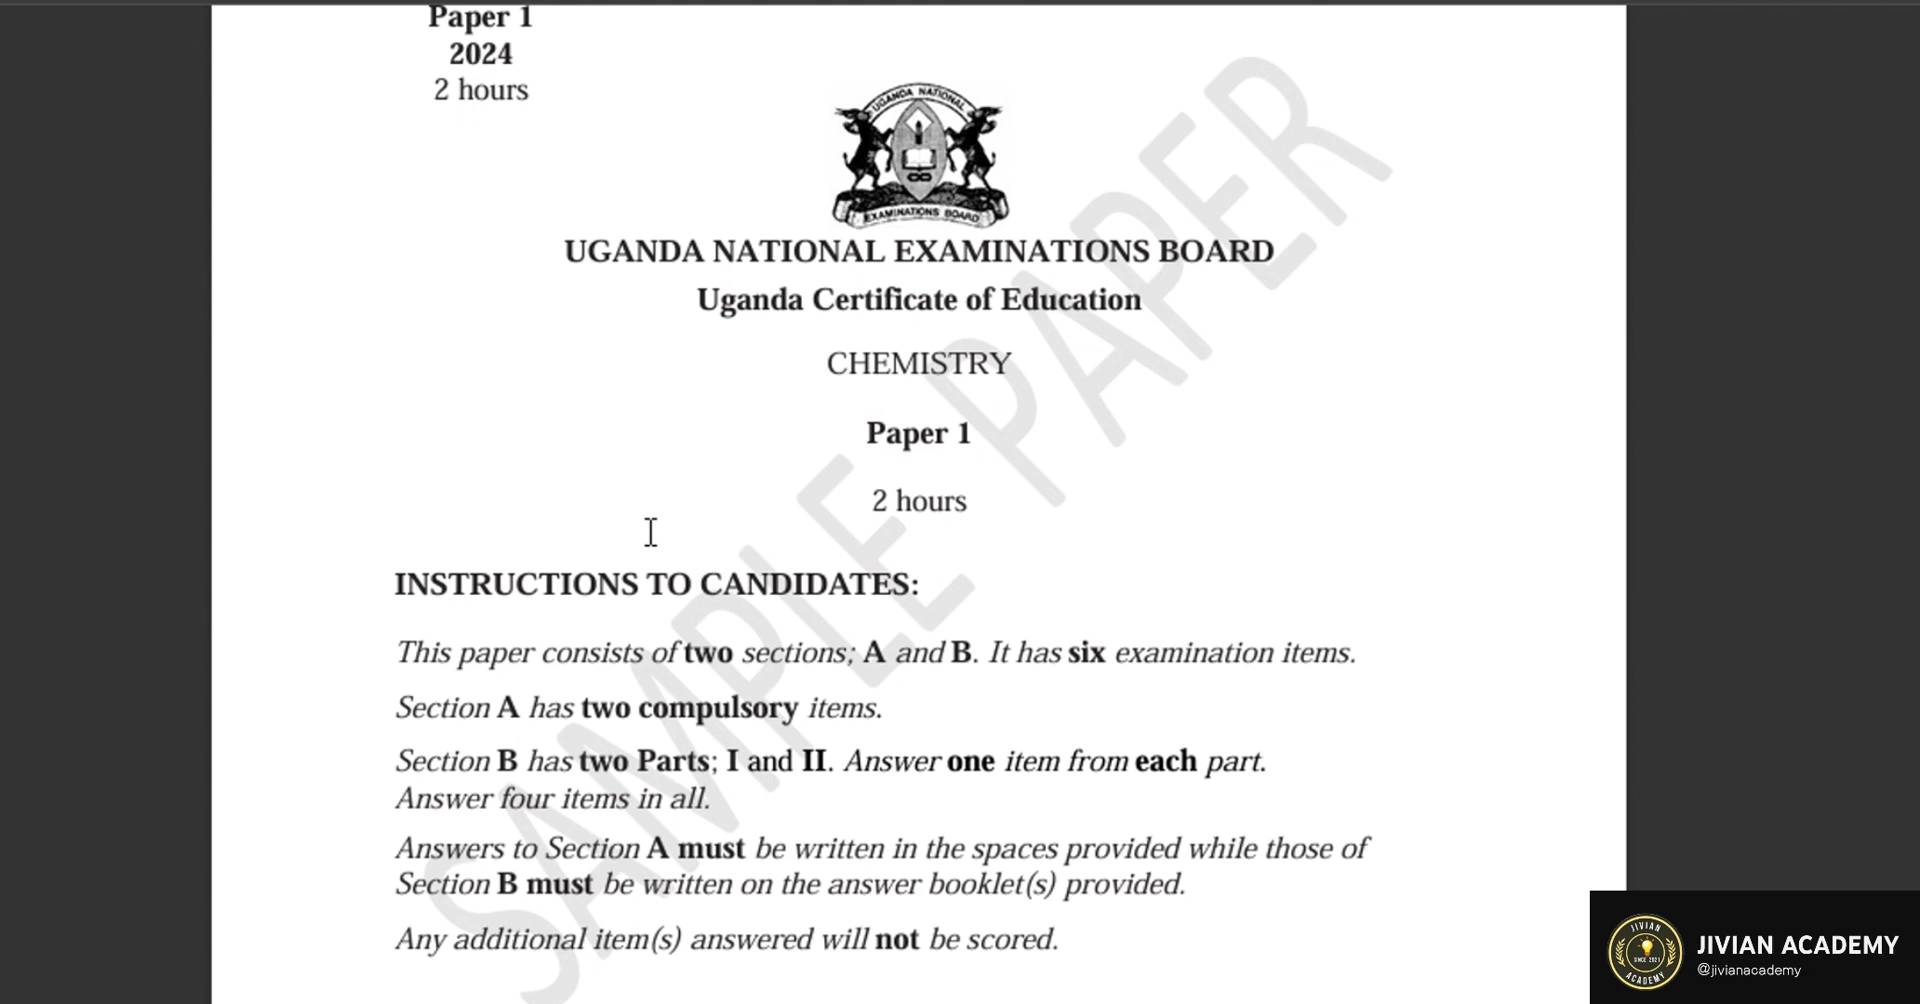 Paper 1
2024
2 hours
UGANDA NATIONAL
EXAMINATIONS BOARD
UGANDA NATIONAL EXAMINATIONS BOARD
Uganda Certificate of Education
CHEMISTRY
Paper 1
2 hours
INSTRUCTIONS TO CANDIDATES:
This paper consists of two sections; A and B. It has six examination items.
Section A has two compulsory items.
Section B has two Parts; I and II. Answer one item from each part.
Answer four items in all.
Answers to Section A must be written in the spaces provided while those of
Section B must be written on the answer booklet(s) provided.
Any additional item(s) answered will not be scored.
SAMPLE PAPER
JIVIAN
SINCE 2021
ACADEMY
JIVIAN ACADEMY
@jivianacademy